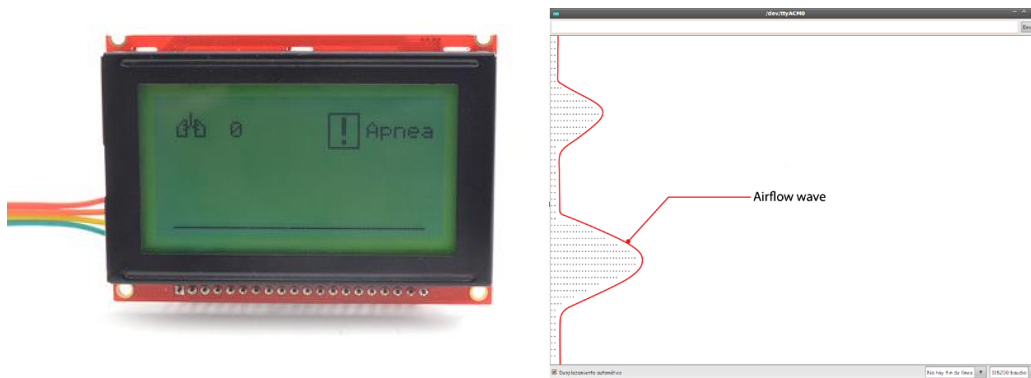 0 ! Apnea
/dev/ttyACM0
Airflow wave
Desplazamiento automático
No hay fin de línea
115200 baudio